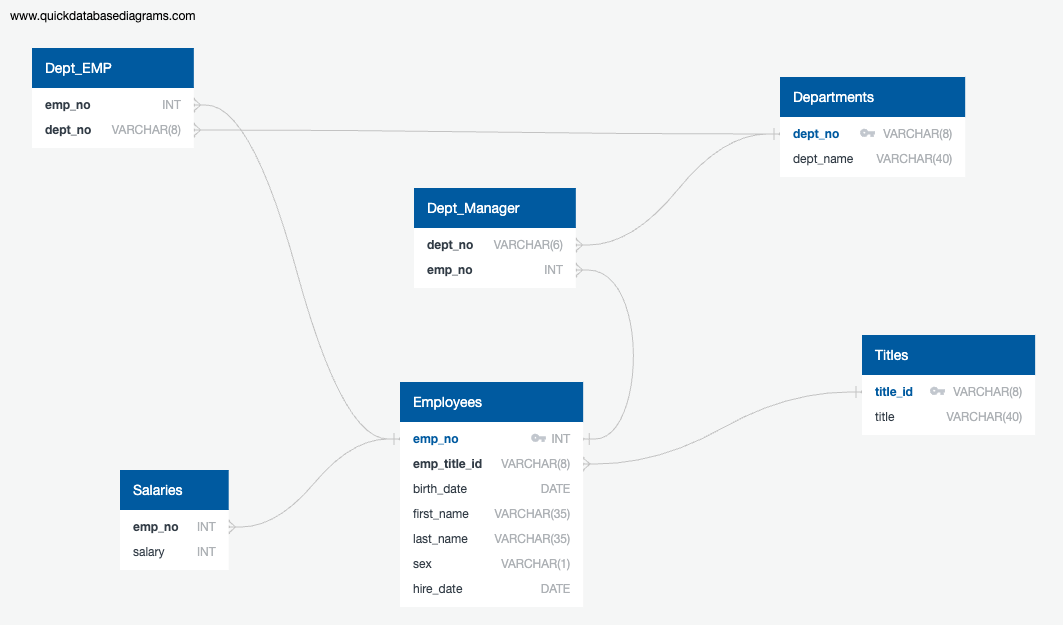 www.quickdatabasediagrams.com
Dept_EMP
emp_no INT
dept_no VARCHAR(8)
Departments
dept_no VARCHAR(8)
dept_name VARCHAR(40)
Dept_Manager
dept_no VARCHAR(6)
emp_no INT
Titles
title_id VARCHAR(8)
title VARCHAR(40)
Employees
emp_no INT
emp_title_id VARCHAR(8)
birth_date DATE
first_name VARCHAR(35)
last_name VARCHAR(35)
sex VARCHAR(1)
hire_date DATE
Salaries
emp_no INT
salary INT